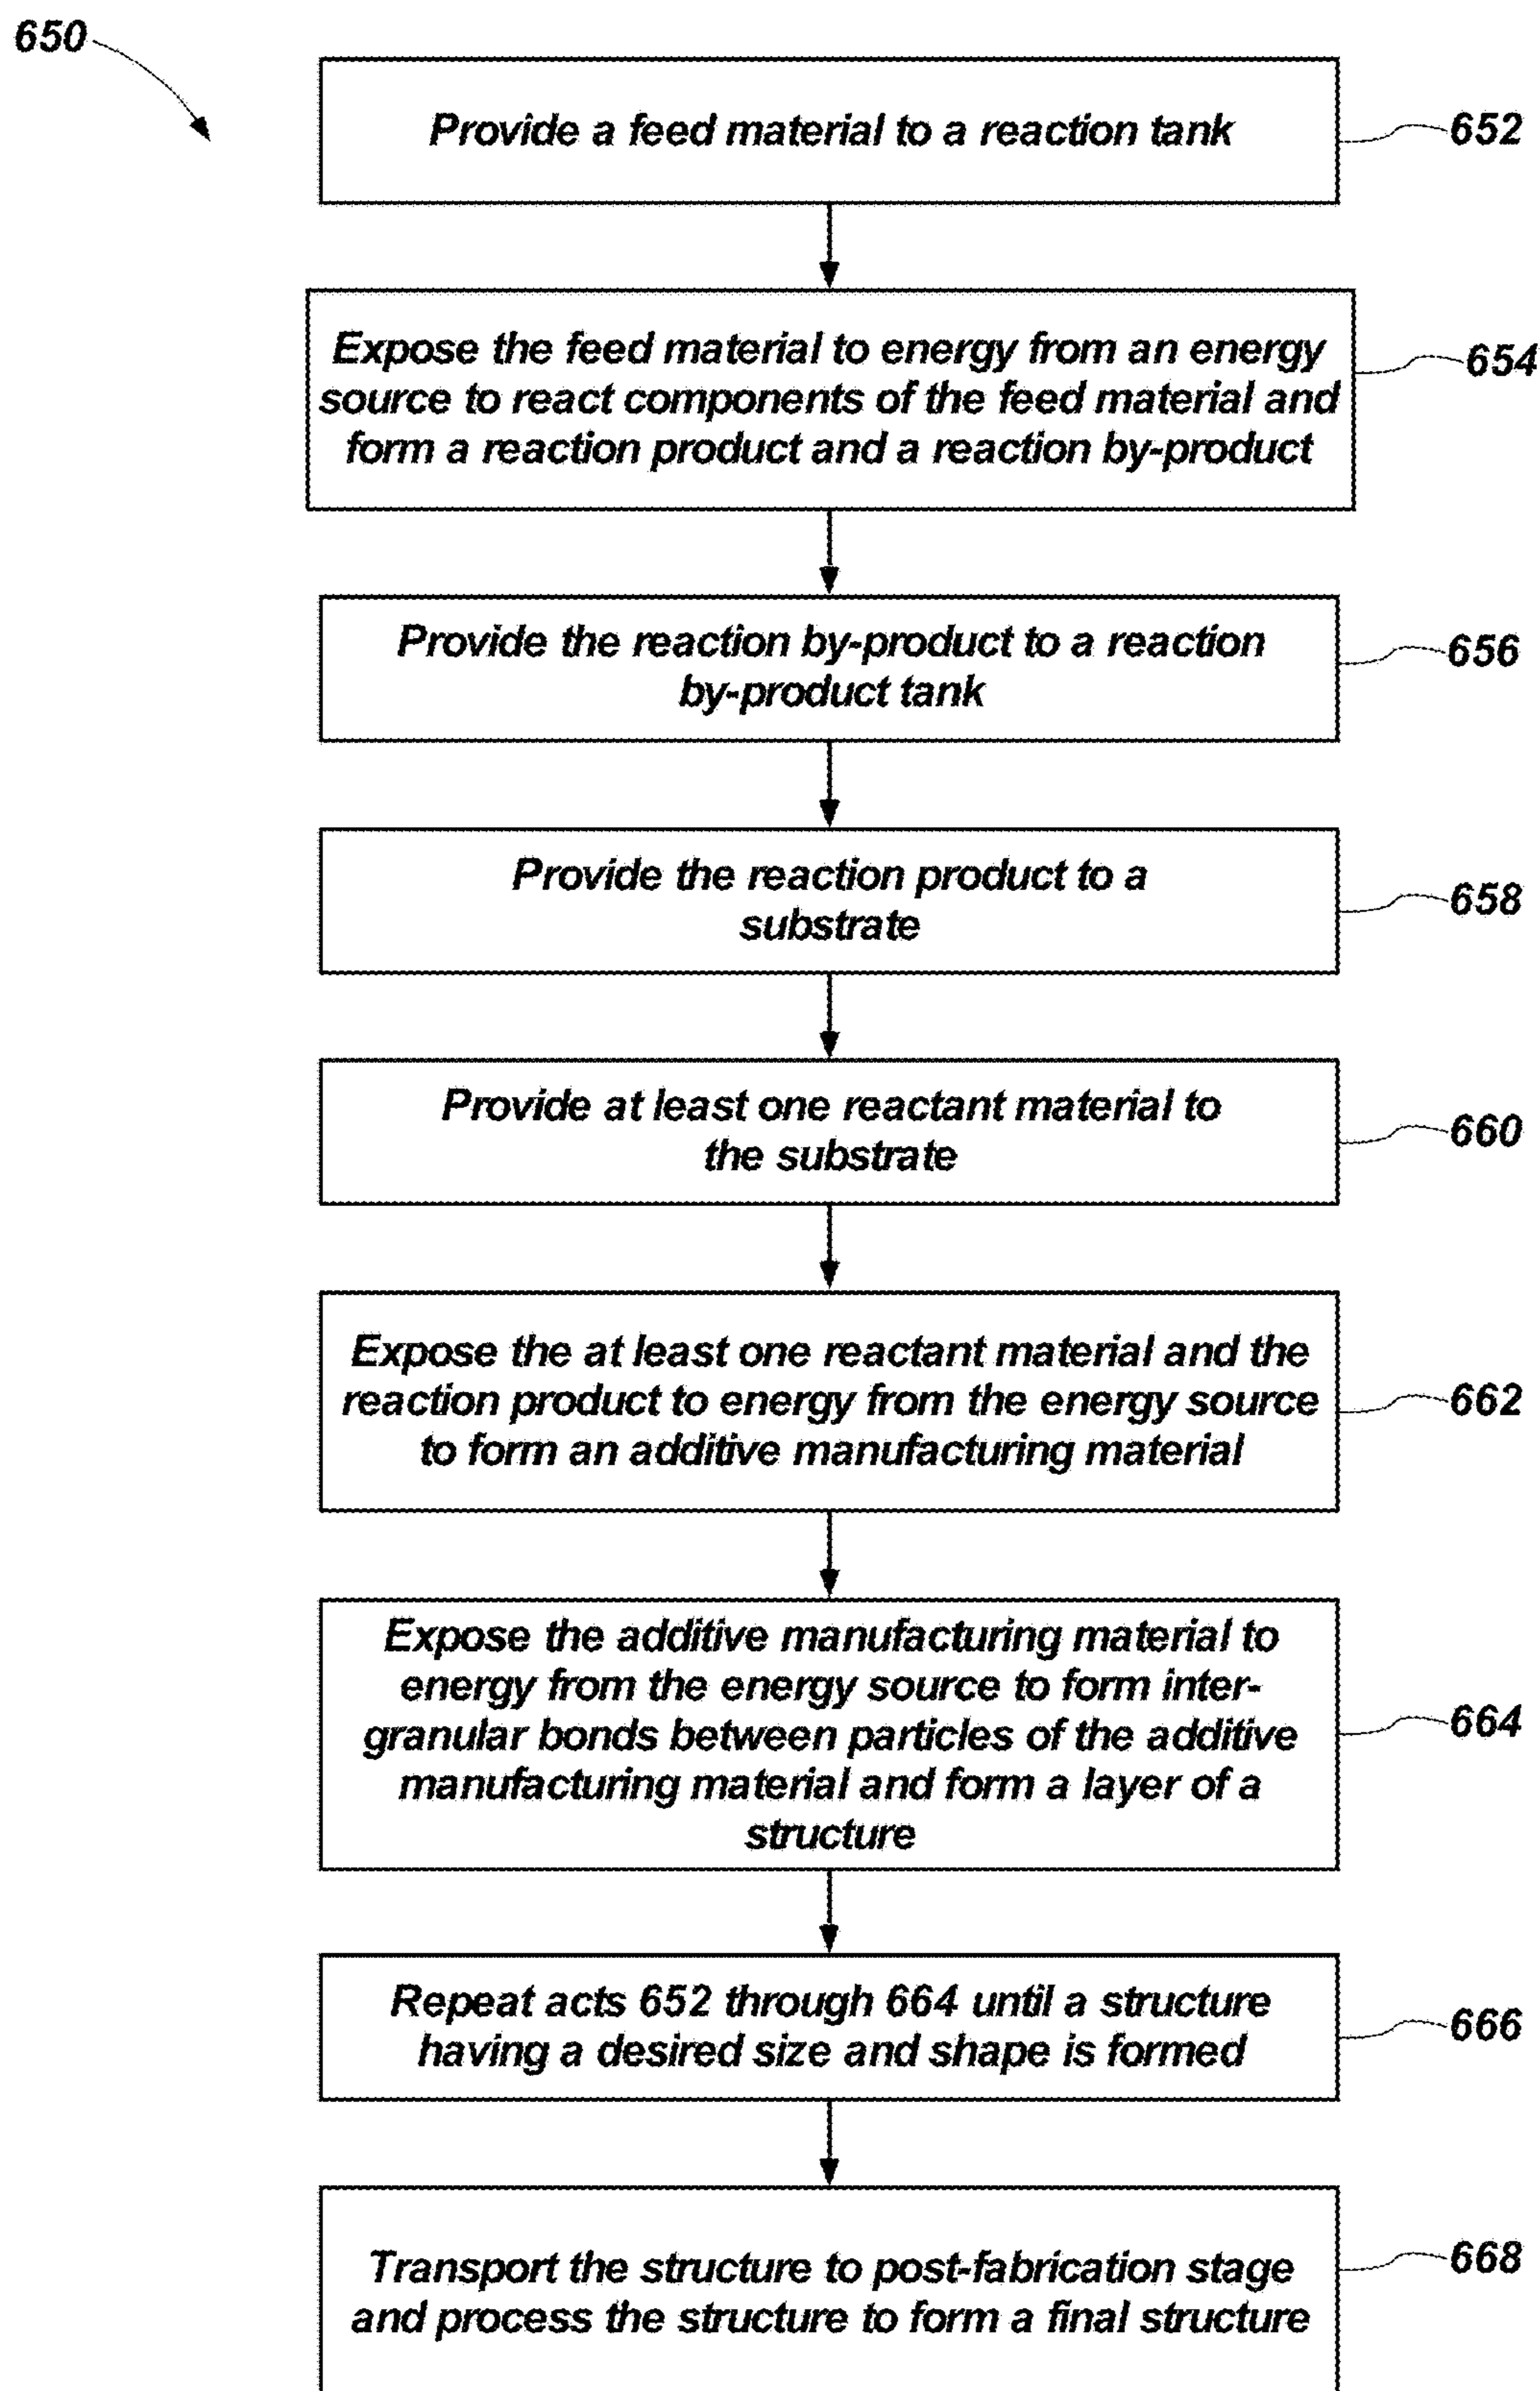 650
Provide a feed material to a reaction tank
652
Expose the feed material to energy from an energy
source to react components of the feed material and
form a reaction product and a reaction by-product
654
Provide the reaction by-product to a reaction
by-product tank
656
Provide the reaction product to a
substrate
658
Provide at least one reactant material to
the substrate
660
Expose the at least one reactant material and the
reaction product to energy from the energy source
to form an additive manufacturing material
662
Expose the additive manufacturing material to
energy from the energy source to form inter-
granular bonds between particles of the additive
manufacturing material and form a layer of a
structure
664
Repeat acts 652 through 664 until a structure
having a desired size and shape is formed
666
Transport the structure to post-fabrication stage
and process the structure to form a final structure
668